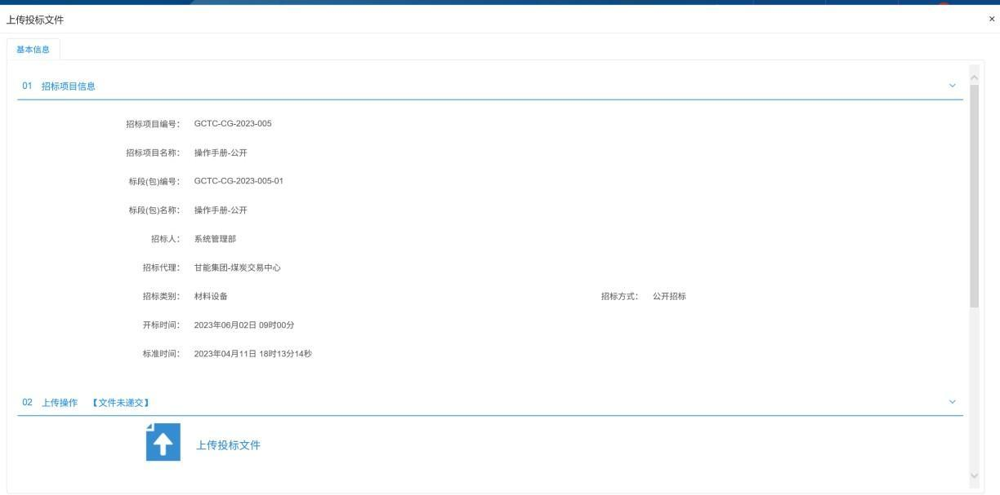 上传投标文件
×
基本信息
01 招标项目信息
招标项目编号： GCTC-CG-2023-005
招标项目名称： 操作手册-公开
标段(包)编号： GCTC-CG-2023-005-01
标段(包)名称： 操作手册-公开
招标人： 系统管理部
招标代理： 甘能集团-煤炭交易中心
招标类别： 材料设备 招标方式： 公开招标
开标时间： 2023年06月02日 09时00分
标准时间： 2023年04月11日 18时13分14秒
02 上传操作 【文件未递交】
上传投标文件